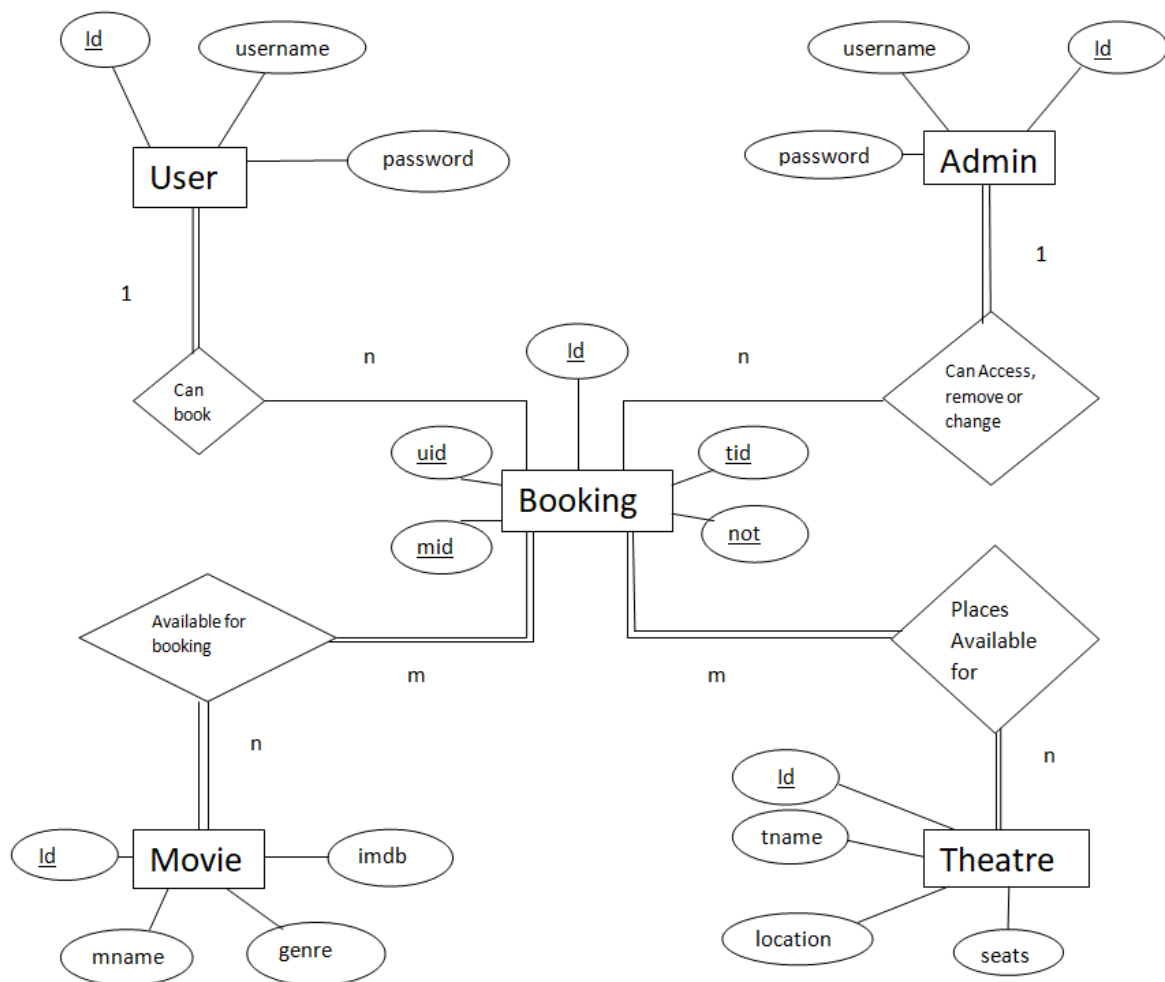 Id
username
username
Id
password
User
password
Admin
1
1
Id
n
n
Can
book
Can Access,
remove or
change
uid
tid
Booking
mid
not
Available for
booking
Places
Available
for
m
m
n
n
Id
tname
Id
Movie
imdb
Theatre
mname
genre
location
seats